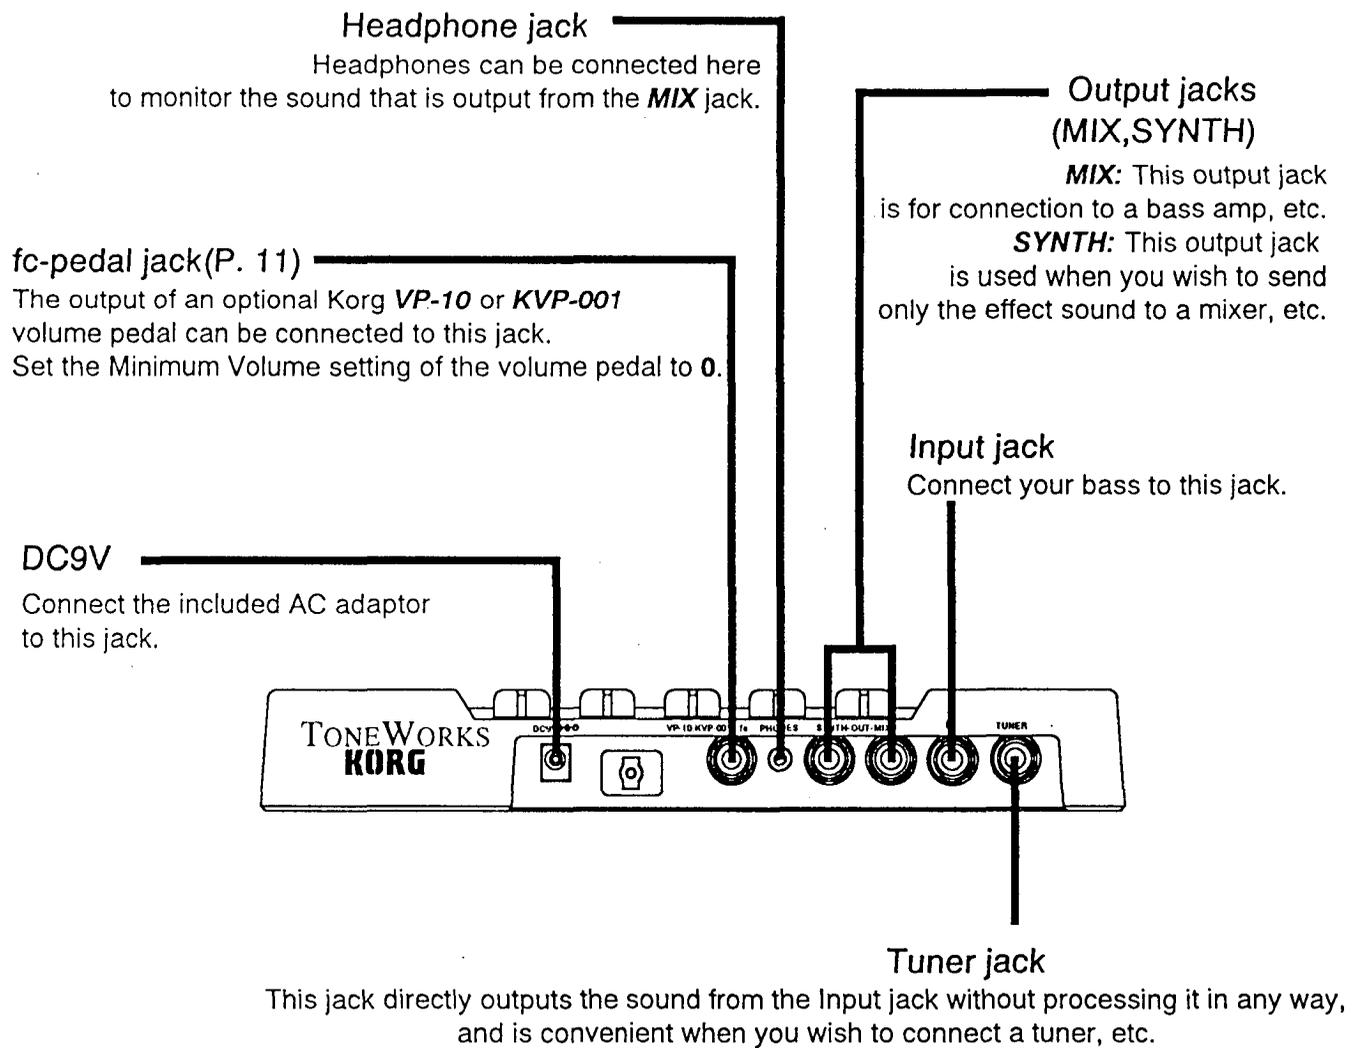 Headphone jack
Headphones can be connected here
to monitor the sound that is output from the MIX jack.
Output jacks
(MIX,SYNTH)
MIX: This output jack
is for connection to a bass amp, etc.
SYNTH: This output jack
is used when you wish to send
only the effect sound to a mixer, etc.
fc-pedal jack(P. 11)
The output of an optional Korg VP-10 or KVP-001
volume pedal can be connected to this jack.
Set the Minimum Volume setting of the volume pedal to 0.
Input jack
Connect your bass to this jack.
DC9V
Connect the included AC adaptor
to this jack.
TONEWORKS
KORG
VP-10 KVP-00
TUNER
Tuner jack
This jack directly outputs the sound from the Input jack without processing it in any way,
and is convenient when you wish to connect a tuner, etc.